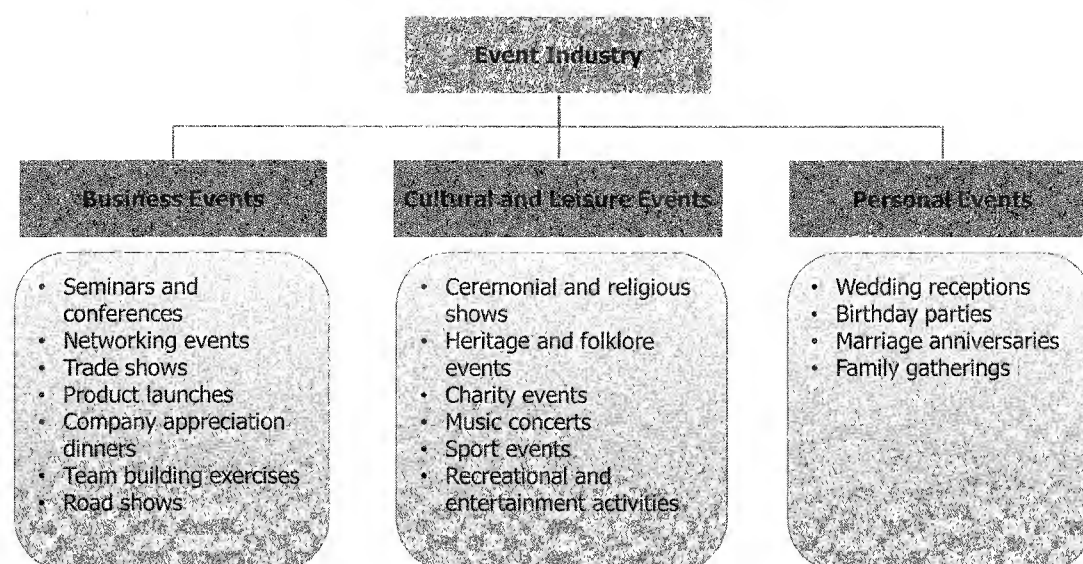 Event Industry
Business Events
Cultural and Leisure Events
Personal Events
• Seminars and
conferences
• Networking events
• Trade shows
• Product launches
• Company appreciation
dinners
• Team building exercises
• Road shows
• Ceremonial and religious
shows
• Heritage and folklore
events
• Charity events
• Music concerts
• Sport events
• Recreational and
entertainment activities
• Wedding receptions
• Birthday parties
• Marriage anniversaries
• Family gatherings